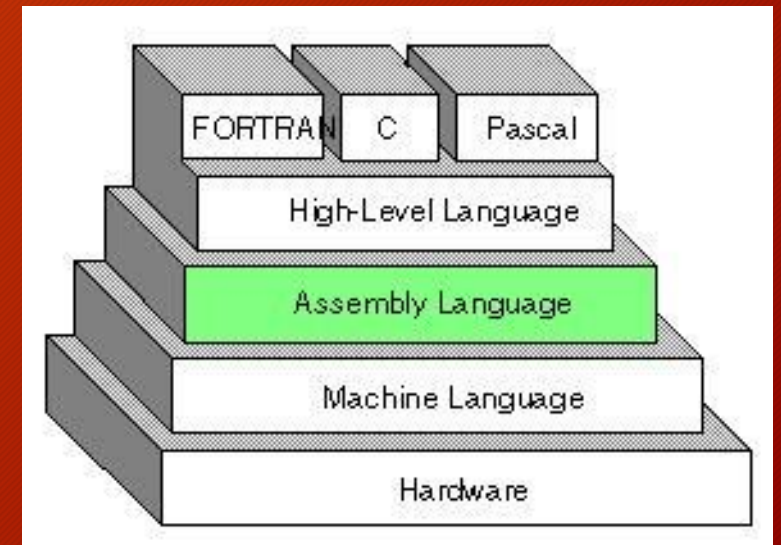 FORTRAN C Pascal
High-Level Language
Assembly Language
Machine Language
Hardware